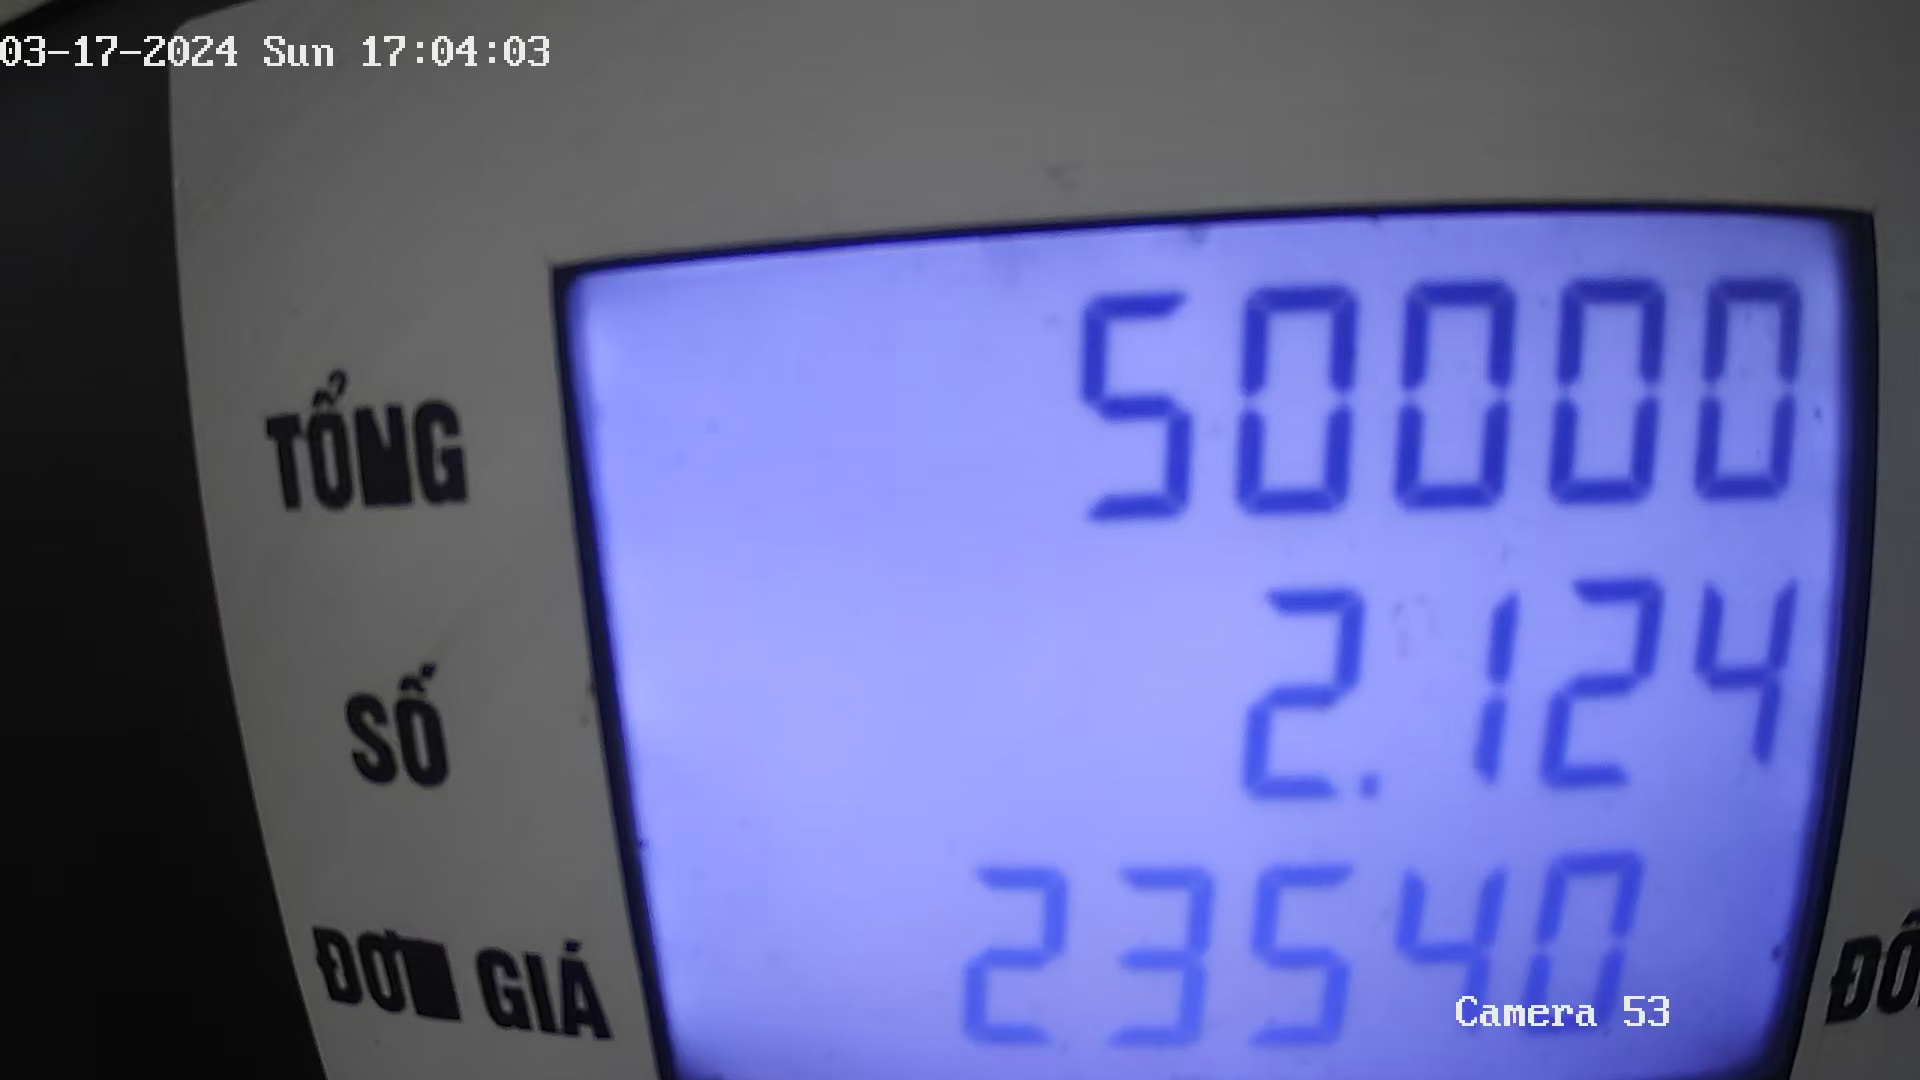 03-17-2024 Sun 17:04:03
TỔNG 50000
SỐ 2.124
ĐƠN GIÁ 23540
Camera 53